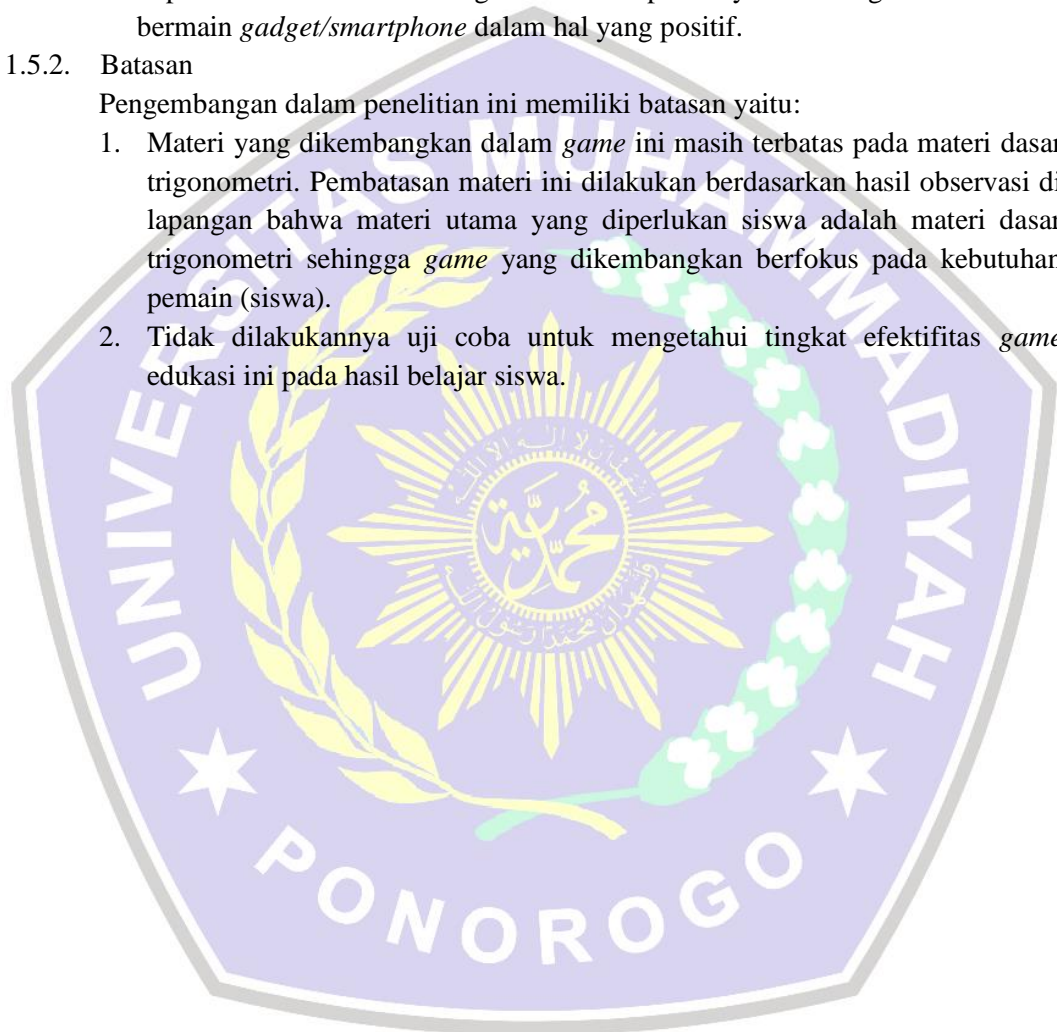 bermain gadget/smartphone dalam hal yang positif.
1.5.2. Batasan
Pengembangan dalam penelitian ini memiliki batasan yaitu:
1. Materi yang dikembangkan dalam game ini masih terbatas pada materi dasar
trigonometri. Pembatasan materi ini dilakukan berdasarkan hasil observasi di
lapangan bahwa materi utama yang diperlukan siswa adalah materi dasar
trigonometri sehingga game yang dikembangkan berfokus pada kebutuhan
pemain (siswa).
2. Tidak dilakukannya uji coba untuk mengetahui tingkat efektifitas game
edukasi ini pada hasil belajar siswa.
UNIVERSITAS MUHAMMADIYAH
PONOROGO
محمدية